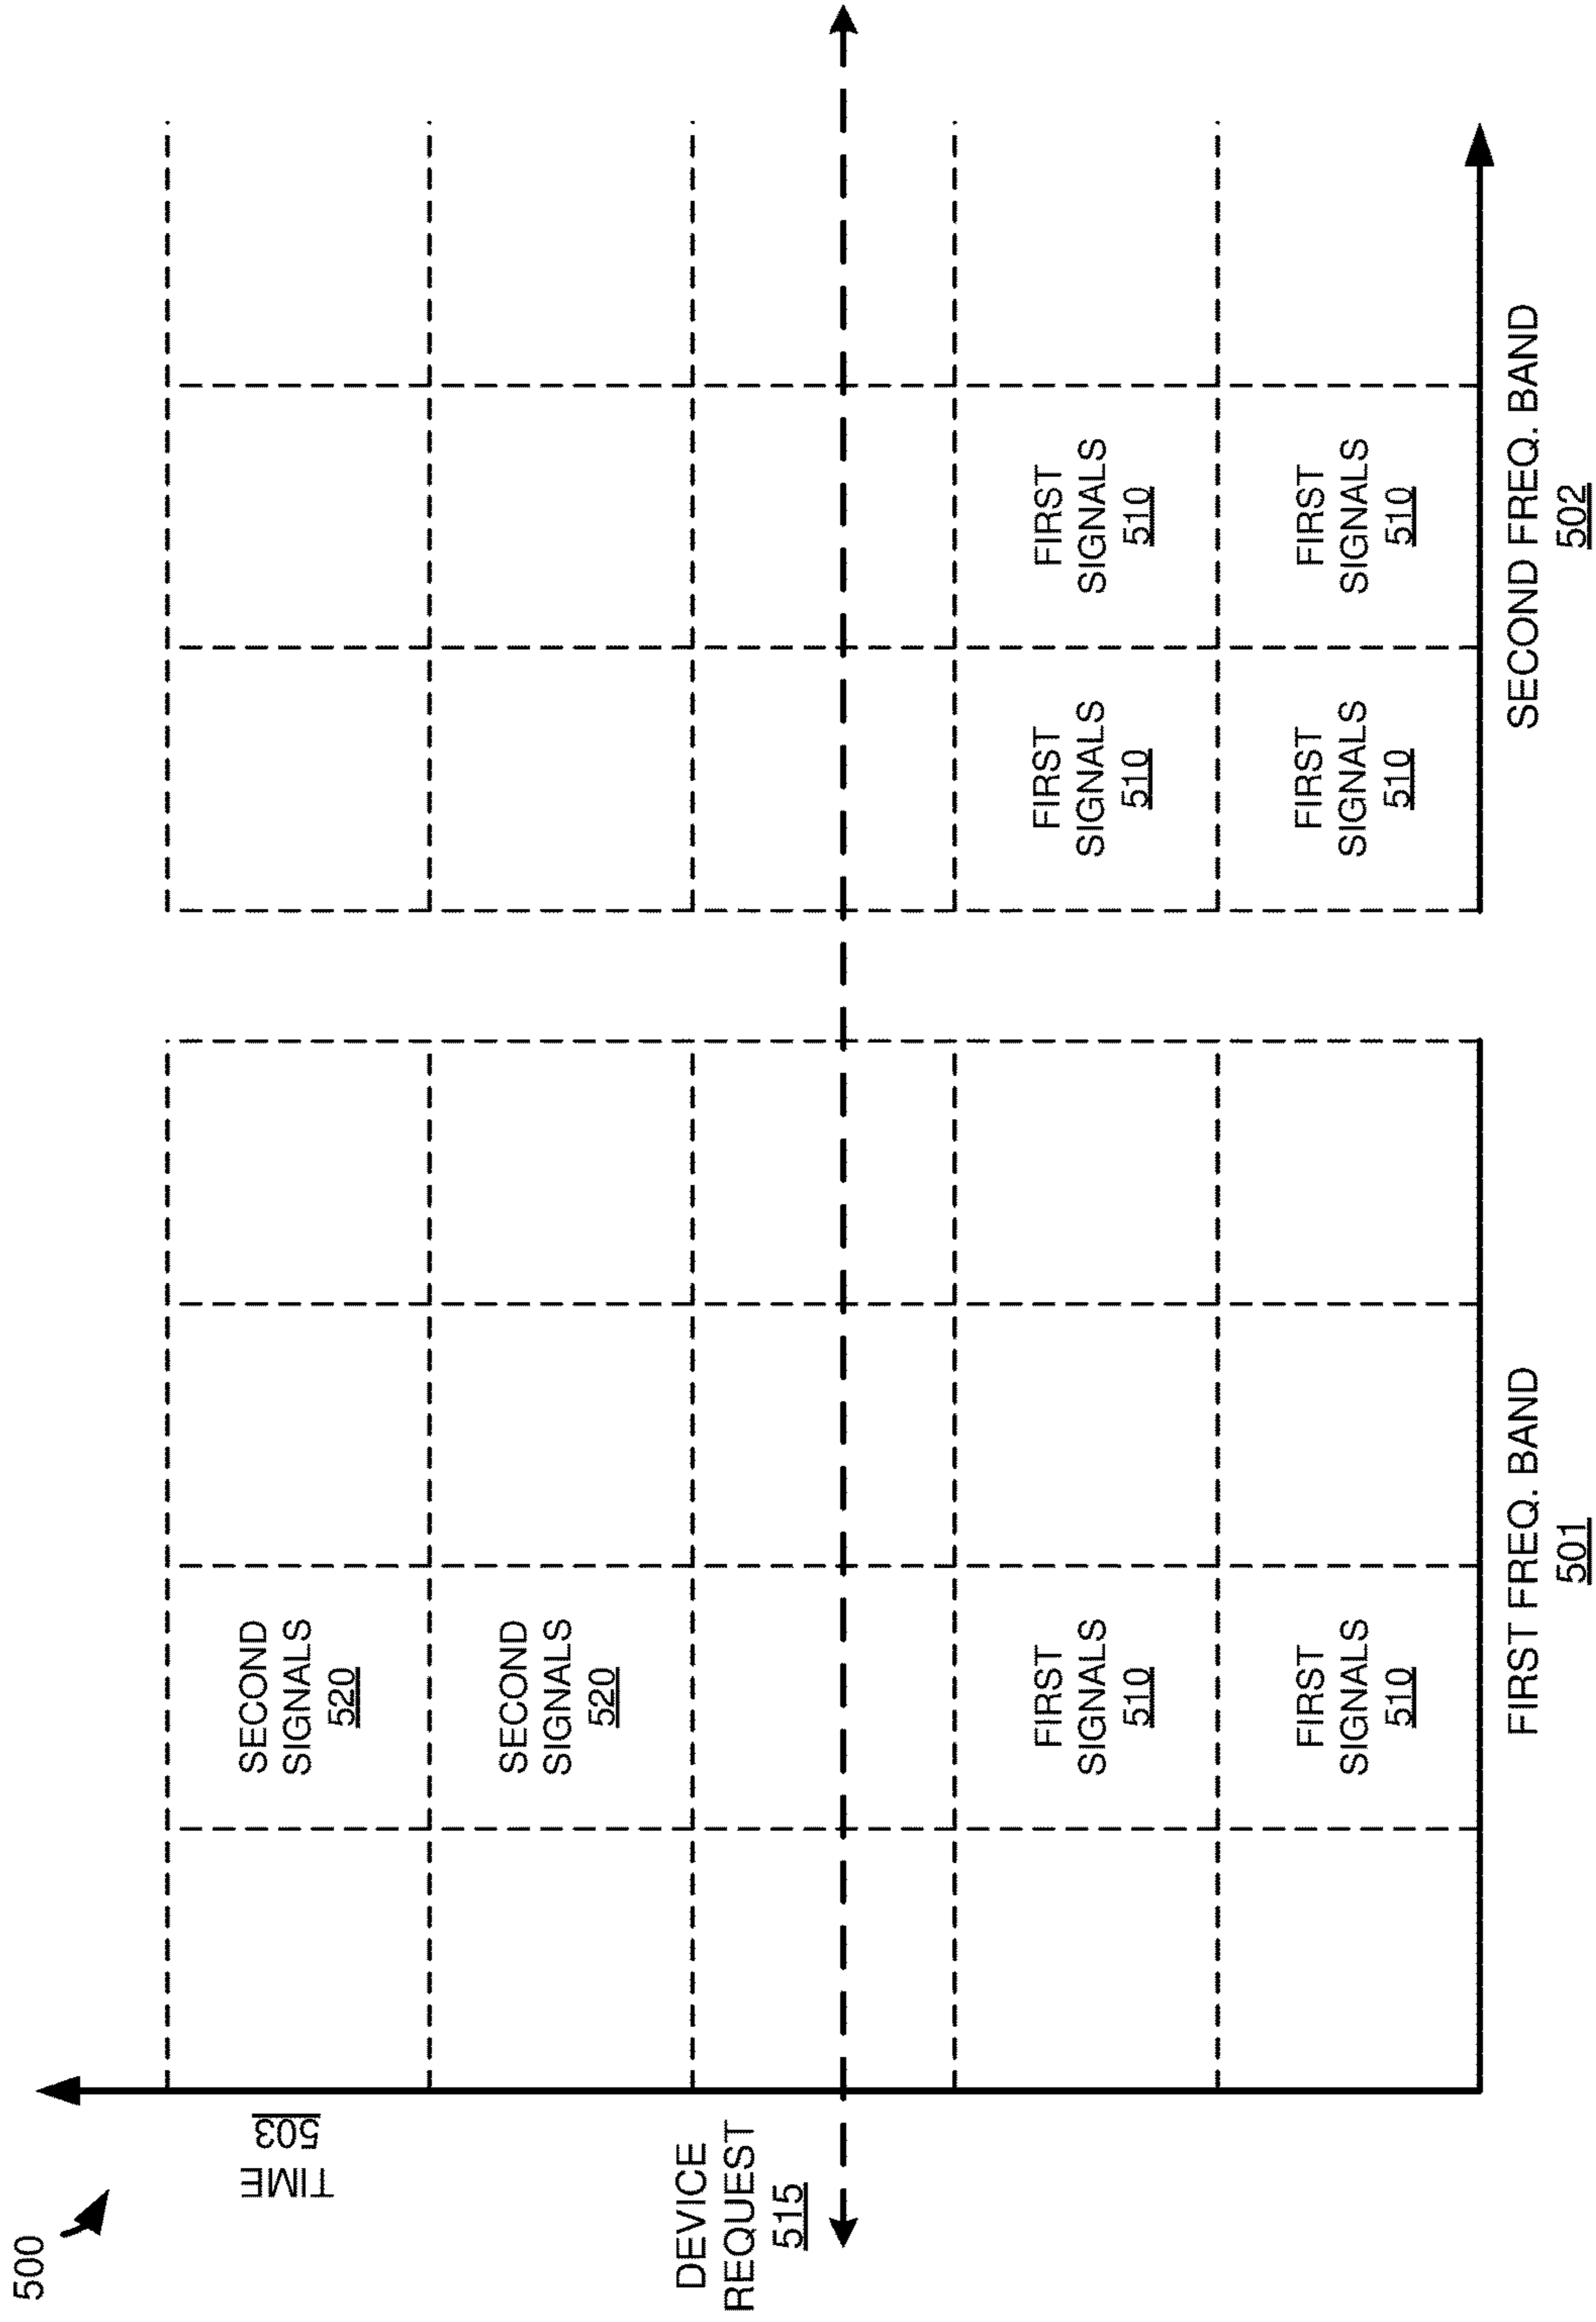 500
TIME
503
DEVICE
REQUEST
515
SECOND
SIGNALS
520
SECOND
SIGNALS
520
FIRST
SIGNALS
510
FIRST
SIGNALS
510
FIRST
SIGNALS
510
FIRST
SIGNALS
510
FIRST
SIGNALS
510
FIRST
SIGNALS
510
FIRST FREQ. BAND
501
SECOND FREQ. BAND
502